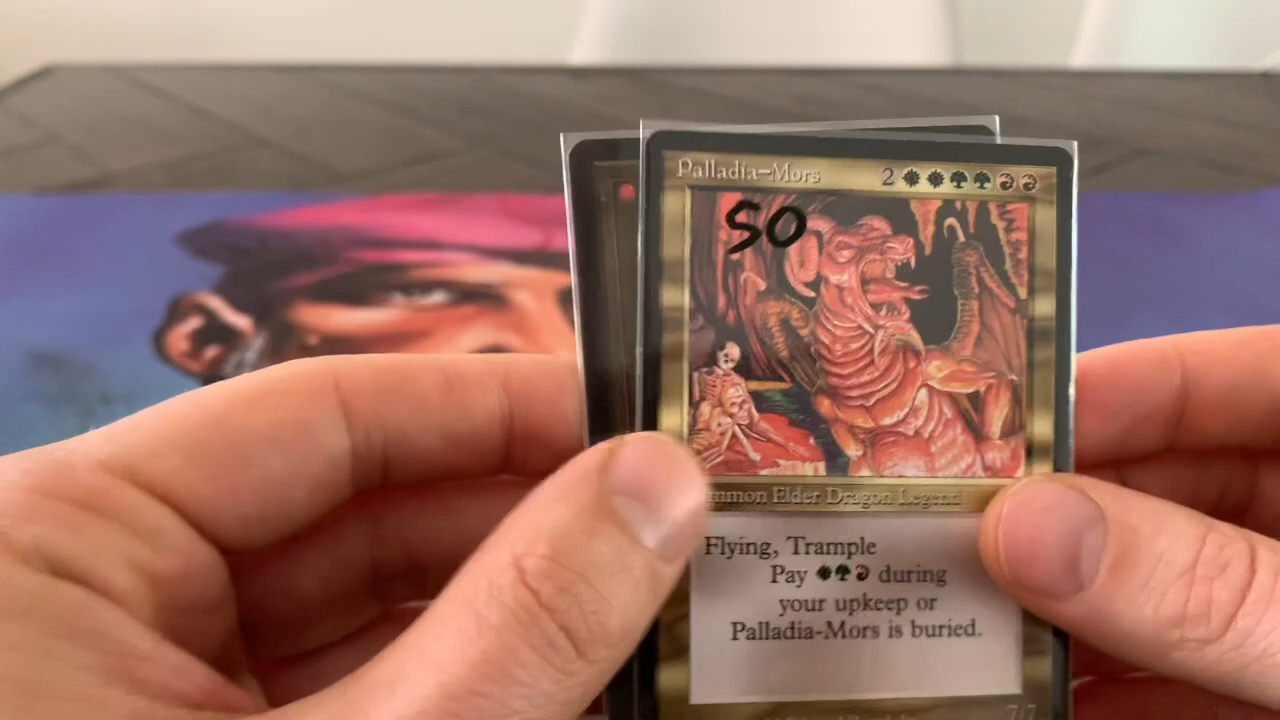 Palladia-Mors 2
50
mmon Elder Dragon Legend
Flying, Trample
Pay during
your upkeep or
Palladia-Mors is buried.
7/7